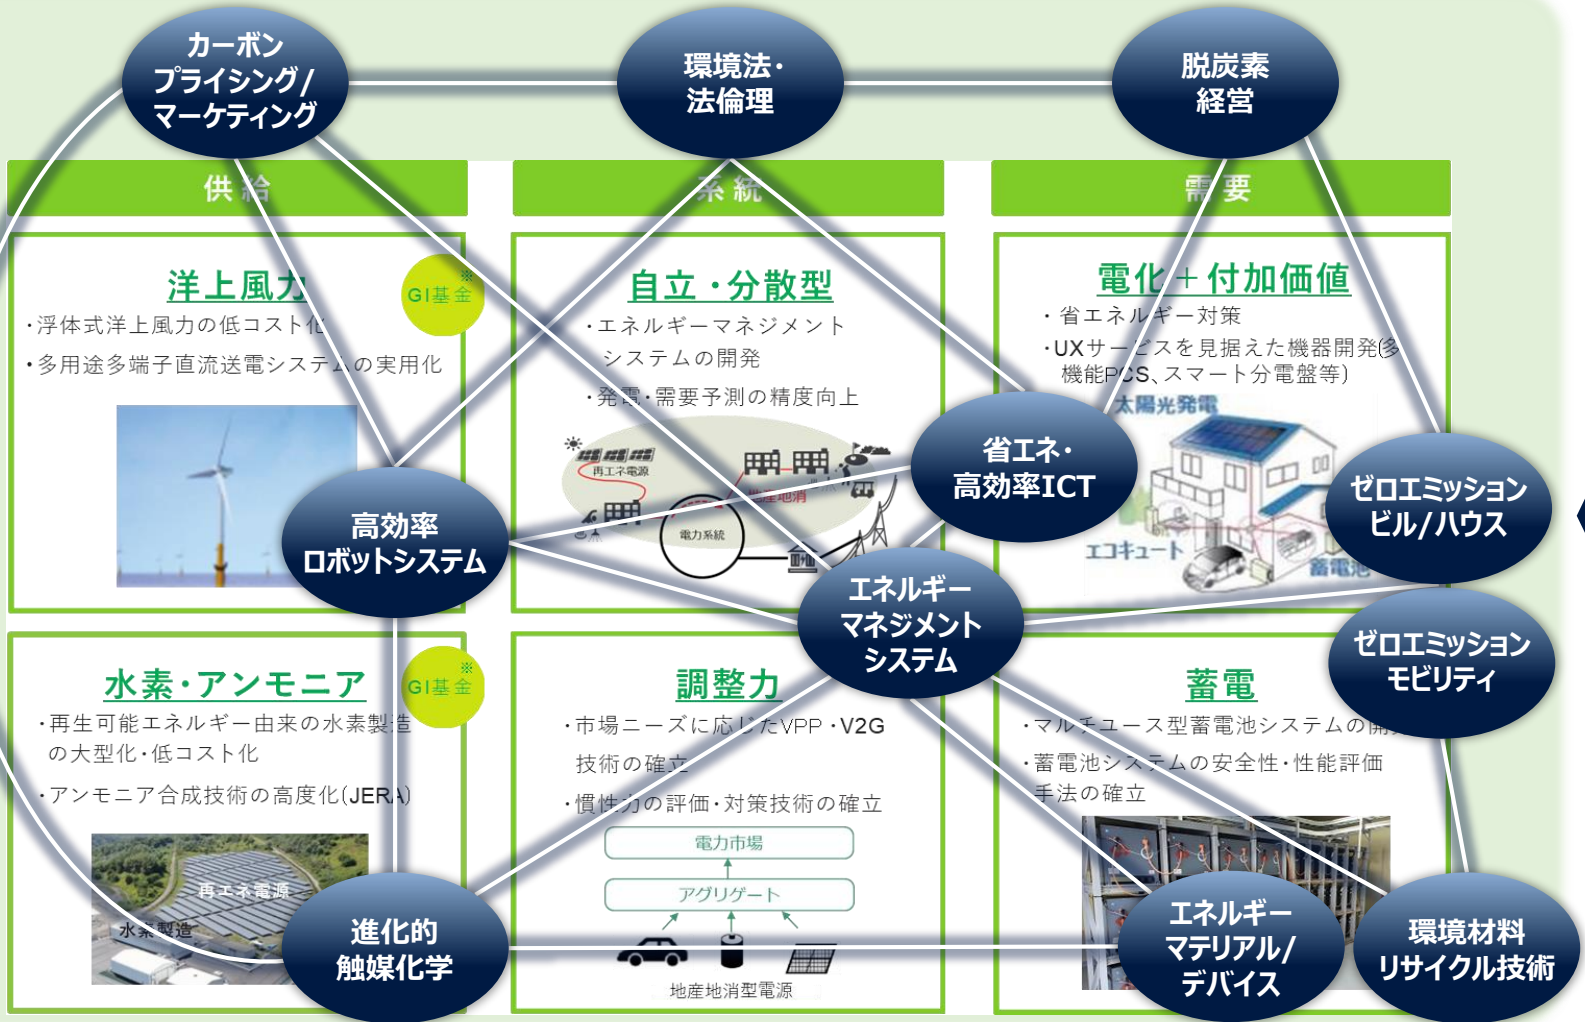 カーボン
プライシング/
マーケティング
環境法・
法倫理
脱炭素
経営
供給
系統
需要
洋上風力
GI基金
※
・浮体式洋上風力の低コスト化
・多用途多端子直流送電システムの実用化
自立・分散型
・エネルギーマネジメント
システムの開発
・発電・需要予測の精度向上
再エネ電源
地産地消
電力系統
電化＋付加価値
・省エネルギー対策
・UXサービスを見据えた機器開発(多
機能PCS、スマート分電盤等)
太陽光発電
エコキュート
蓄電池
高効率
ロボットシステム
省エネ・
高効率ICT
ゼロエミッション
ビル/ハウス
エネルギー
マネジメント
システム
ゼロエミッション
モビリティ
水素・アンモニア
GI基金
※
・再生可能エネルギー由来の水素製造
の大型化・低コスト化
・アンモニア合成技術の高度化(JERA)
再エネ電源
水素製造
調整力
・市場ニーズに応じたVPP・V2G
技術の確立
・慣性力の評価・対策技術の確立
電力市場
アグリゲート
地産地消型電源
蓄電
・マルチユース型蓄電池システムの開
・蓄電池システムの安全性・性能評価
手法の確立
進化的
触媒化学
エネルギー
マテリアル/
デバイス
環境材料
リサイクル技術